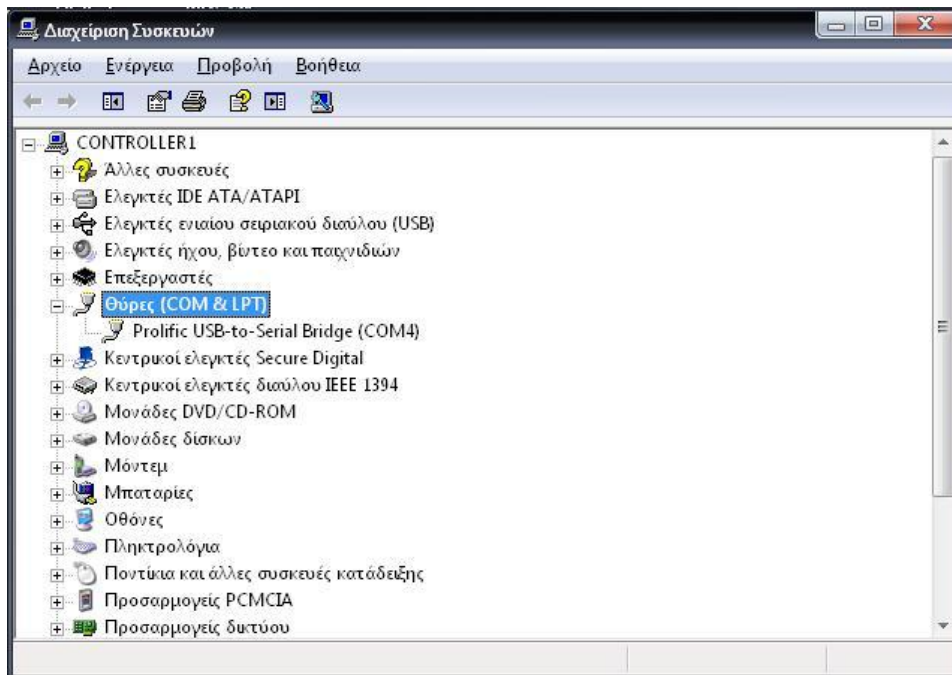 Διαχείριση Συσκευών
Αρχείο Ενέργεια Προβολή Βοήθεια
CONTROLLER1
Άλλες συσκευές
Ελεγκτές IDE ATA/ATAPI
Ελεγκτές ενιαίου σειριακού διαύλου (USB)
Ελεγκτές ήχου, βίντεο και παιχνιδιών
Επεξεργαστές
Θύρες (COM & LPT)
Prolific USB-to-Serial Bridge (COM4)
Κεντρικοί ελεγκτές Secure Digital
Κεντρικοί ελεγκτές διαύλου IEEE 1394
Μονάδες DVD/CD-ROM
Μονάδες δίσκων
Μόντεμ
Μπαταρίες
Οθόνες
Πληκτρολόγια
Ποντίκια και άλλες συσκευές κατάδειξης
Προσαρμογείς PCMCIA
Προσαρμογείς δικτύου